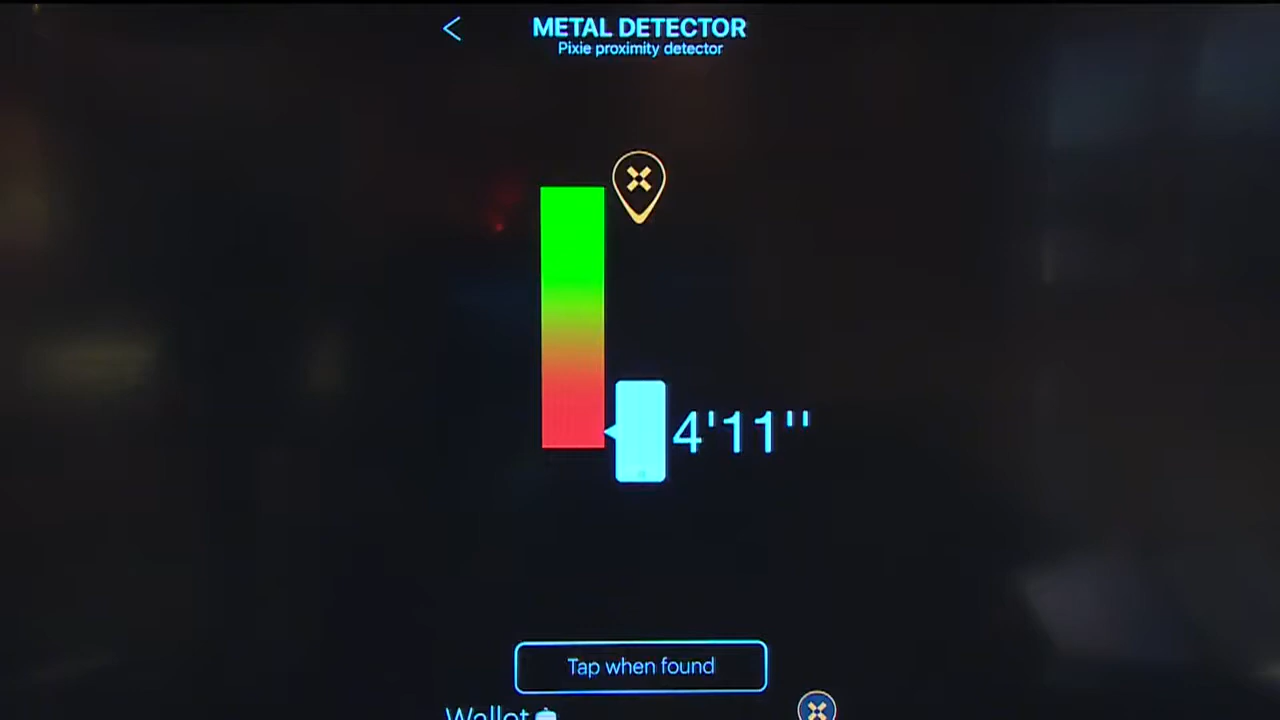 METAL DETECTOR
Pixie proximity detector
4'11''
Tap when found
Wallet